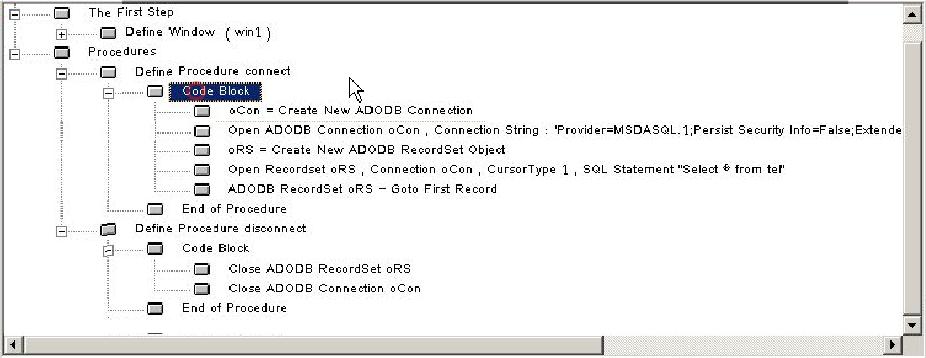 The First Step
Define Window ( win1 )
Procedures
Define Procedure connect
Code Block
oCon = Create New ADODB Connection
Open ADODB Connection oCon , Connection String : "Provider=MSDASQL.1;Persist Security Info=False;Extende
oRS = Create New ADODB RecordSet Object
Open Recordset oRS , Connection oCon , CursorType 1 , SQL Statement "Select * from tel"
ADODB RecordSet oRS - Goto First Record
End of Procedure
Define Procedure disconnect
Code Block
Close ADODB RecordSet oRS
Close ADODB Connection oCon
End of Procedure